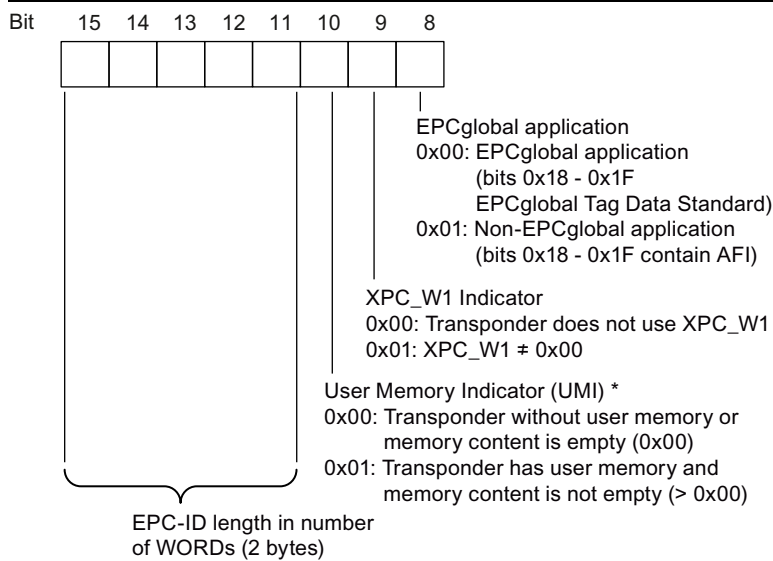 Bit 15 14 13 12 11 10 9 8
EPCglobal application
0x00: EPCglobal application
(bits 0x18 - 0x1F
EPCglobal Tag Data Standard)
0x01: Non-EPCglobal application
(bits 0x18 - 0x1F contain AFI)
XPC_W1 Indicator
0x00: Transponder does not use XPC_W1
0x01: XPC_W1 ≠ 0x00
User Memory Indicator (UMI) *
0x00: Transponder without user memory or
memory content is empty (0x00)
0x01: Transponder has user memory and
memory content is not empty (> 0x00)
EPC-ID length in number
of WORDs (2 bytes)